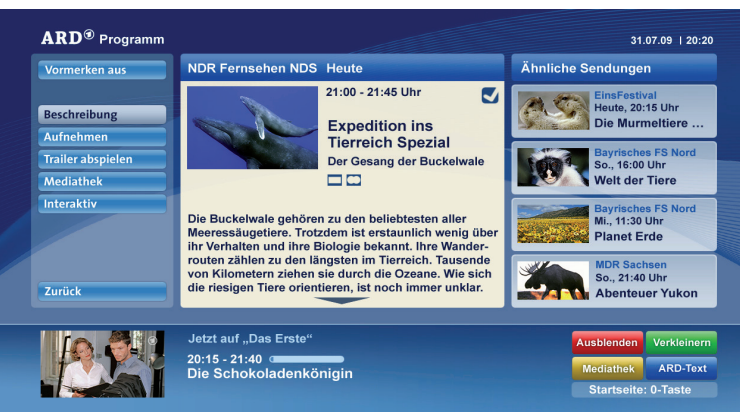 ARD Programm
31.07.09 | 20:20
Vormerken aus
Beschreibung
Aufnehmen
Trailer abspielen
Mediathek
Interaktiv
Zurück
NDR Fernsehen NDS Heute
21:00 - 21:45 Uhr
Expedition ins
Tierreich Spezial
Der Gesang der Buckelwale
Die Buckelwale gehören zu den beliebtesten aller
Meeressäugetiere. Trotzdem ist erstaunlich wenig über
ihr Verhalten und ihre Biologie bekannt. Ihre Wander-
routen zählen zu den längsten im Tierreich. Tausende
von Kilometern ziehen sie durch die Ozeane. Wie sich
die riesigen Tiere orientieren, ist noch immer unklar.
Ähnliche Sendungen
EinsFestival
Heute, 20:15 Uhr
Die Murmeltiere ...
Bayrisches FS Nord
So., 16:00 Uhr
Welt der Tiere
Bayrisches FS Nord
Mi., 11:30 Uhr
Planet Erde
MDR Sachsen
So., 21:40 Uhr
Abenteuer Yukon
Jetzt auf „Das Erste“
20:15 - 21:40
Die Schokoladenkönigin
Ausblenden
Verkleinern
Mediathek
ARD-Text
Startseite: 0-Taste